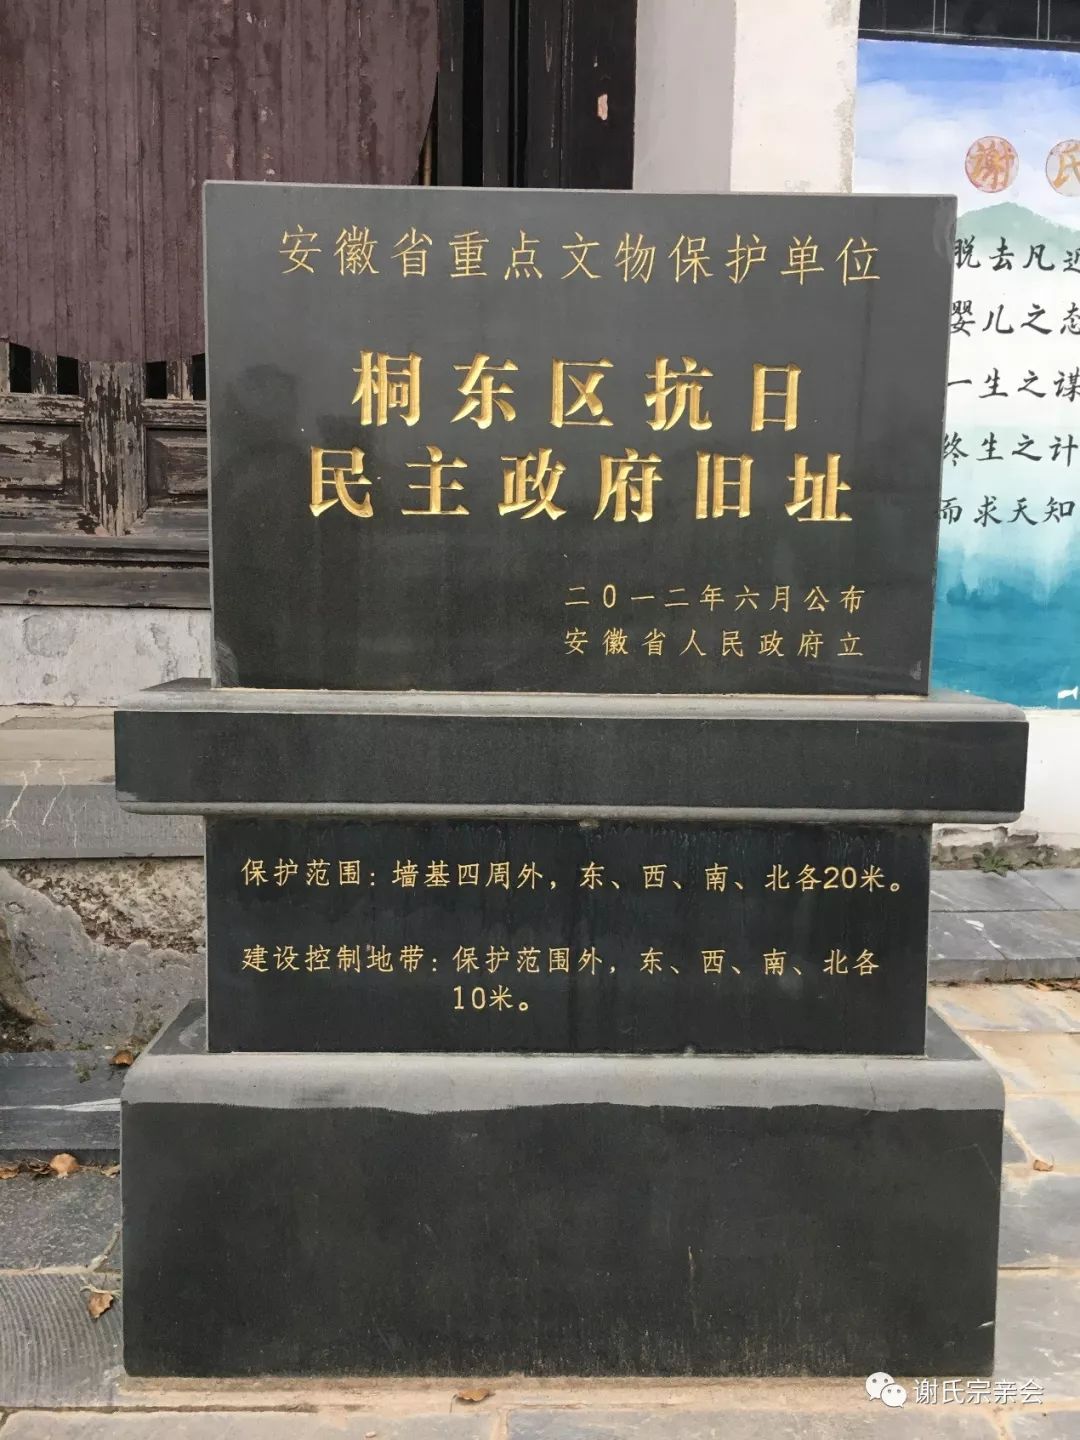 安徽省重点文物保护单位
桐东区抗日
民主政府旧址
二0一二年六月公布
安徽省人民政府立
保护范围：墙基四周外，东、西、南、北各20米。
建设控制地带：保护范围外，东、西、南、北各
10米。
谢氏
脱去凡近
婴儿之态
一生之谋
终生之计
而求天知
谢氏宗亲会